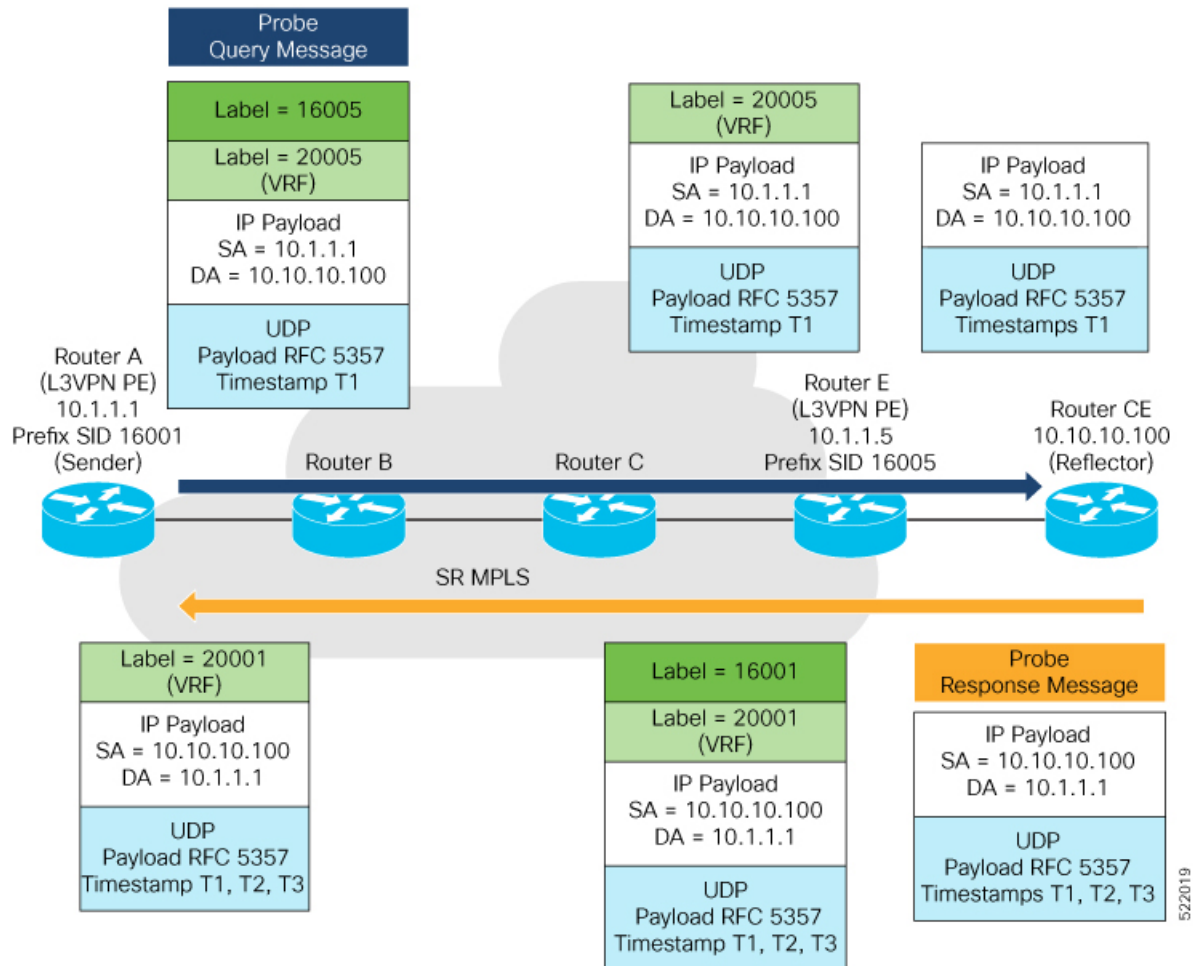 Probe
Query Message
Label = 16005
Label = 20005
(VRF)
IP Payload
SA = 10.1.1.1
DA = 10.10.10.100
UDP
Payload RFC 5357
Timestamp T1
Label = 20005
(VRF)
IP Payload
SA = 10.1.1.1
DA = 10.10.10.100
UDP
Payload RFC 5357
Timestamp T1
IP Payload
SA = 10.1.1.1
DA = 10.10.10.100
UDP
Payload RFC 5357
Timestamps T1
Router A
(L3VPN PE)
10.1.1.1
Prefix SID 16001
(Sender)
Router B
Router C
Router E
(L3VPN PE)
10.1.1.5
Prefix SID 16005
Router CE
10.10.10.100
(Reflector)
SR MPLS
Label = 20001
(VRF)
IP Payload
SA = 10.10.10.100
DA = 10.1.1.1
UDP
Payload RFC 5357
Timestamp T1, T2, T3
Label = 16001
Label = 20001
(VRF)
IP Payload
SA = 10.10.10.100
DA = 10.1.1.1
UDP
Payload RFC 5357
Timestamp T1, T2, T3
Probe
Response Message
IP Payload
SA = 10.10.10.100
DA = 10.1.1.1
UDP
Payload RFC 5357
Timestamps T1, T2, T3
522019